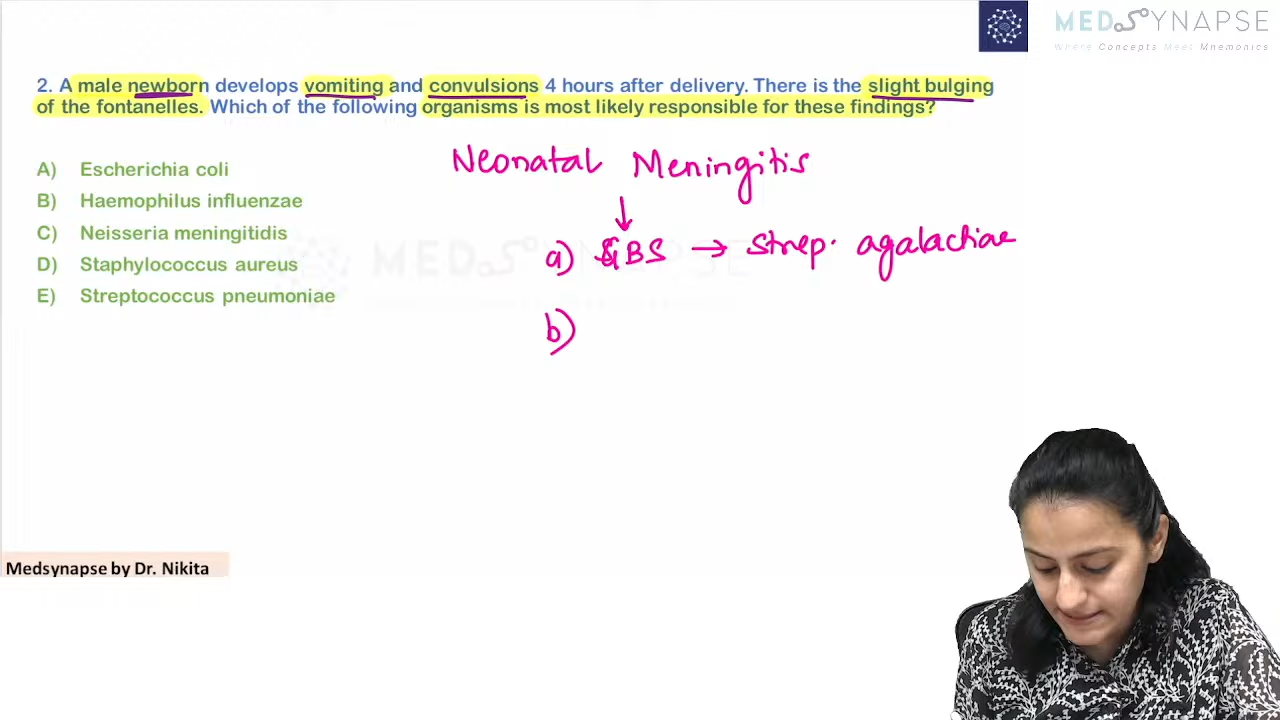 MEDSYNAPSE
Where Concepts Meet Mnemonics
2. A male newborn develops vomiting and convulsions 4 hours after delivery. There is the slight bulging
of the fontanelles. Which of the following organisms is most likely responsible for these findings?
A) Escherichia coli
B) Haemophilus influenzae
C) Neisseria meningitidis
D) Staphylococcus aureus
E) Streptococcus pneumoniae
Neonatal Meningitis
a) GBS → Strep. agalactiae
b)
MEDS
Medsynapse by Dr. Nikita